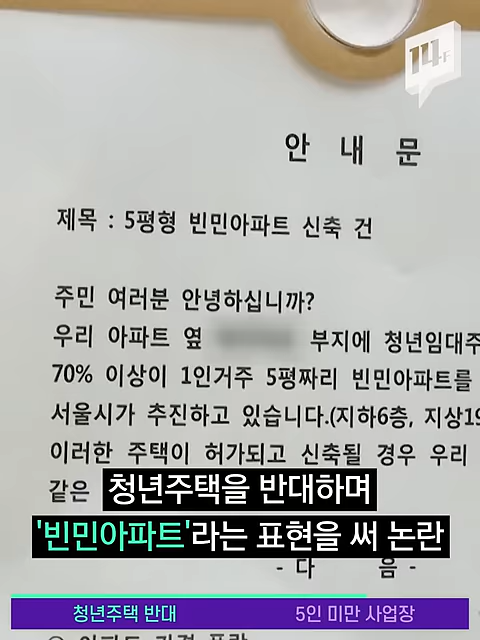 14F
안 내 문
제목 : 5평형 빈민아파트 신축 건
주민 여러분 안녕하십니까?
우리 아파트 옆 부지에 청년임대주
70% 이상이 1인거주 5평짜리 빈민아파트를
서울시가 추진하고 있습니다.(지하6층, 지상19
이러한 주택이 허가되고 신축될 경우 우리
같은
청년주택을 반대하며
'빈민아파트'라는 표현을 써 논란
- 다 음 -
청년주택 반대
5인 미만 사업장